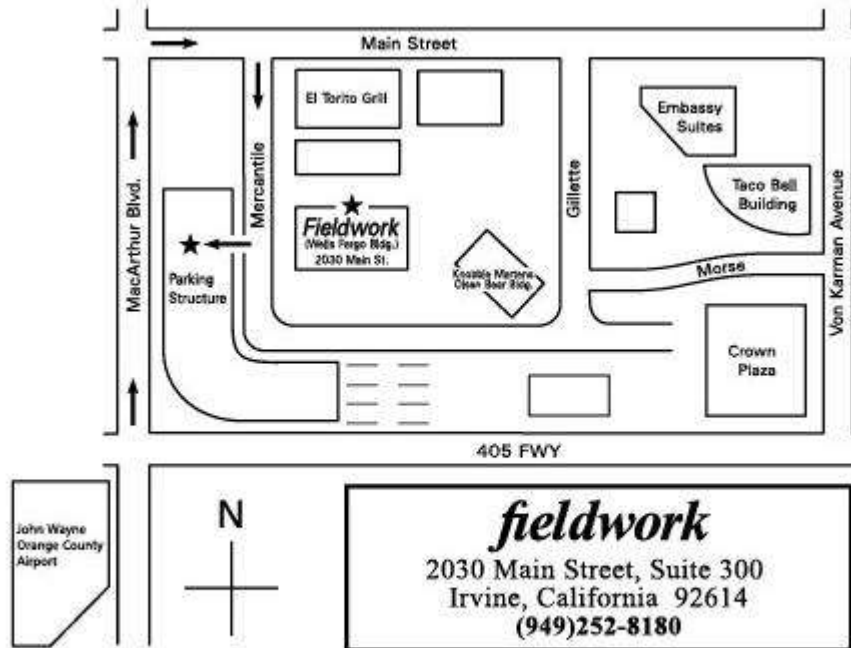 Main Street
El Torito Grill
Embassy
Suites
Mercantile
MacArthur Blvd.
Gillette
Taco Bell
Building
Von Karman Avenue
Fieldwork
(Wells Fargo Bldg.)
2030 Main St.
Parking
Structure
Morse
Bldg.
Crown
Plaza
405 FWY
John Wayne
Orange County
Airport
N
fieldwork
2030 Main Street, Suite 300
Irvine, California 92614
(949)252-8180